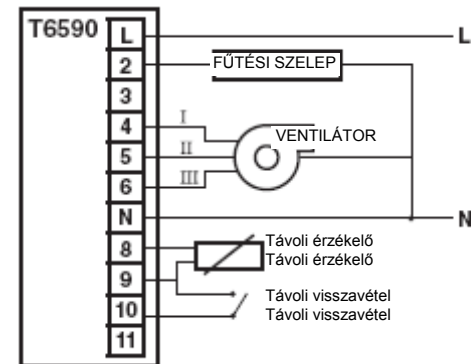 T6590
L
L
2
FŰTÉSI SZELEP
3
4
I
VENTILÁTOR
5
II
6
III
N
N
8
Távoli érzékelő
Távoli érzékelő
9
Távoli visszavétel
10
Távoli visszavétel
11